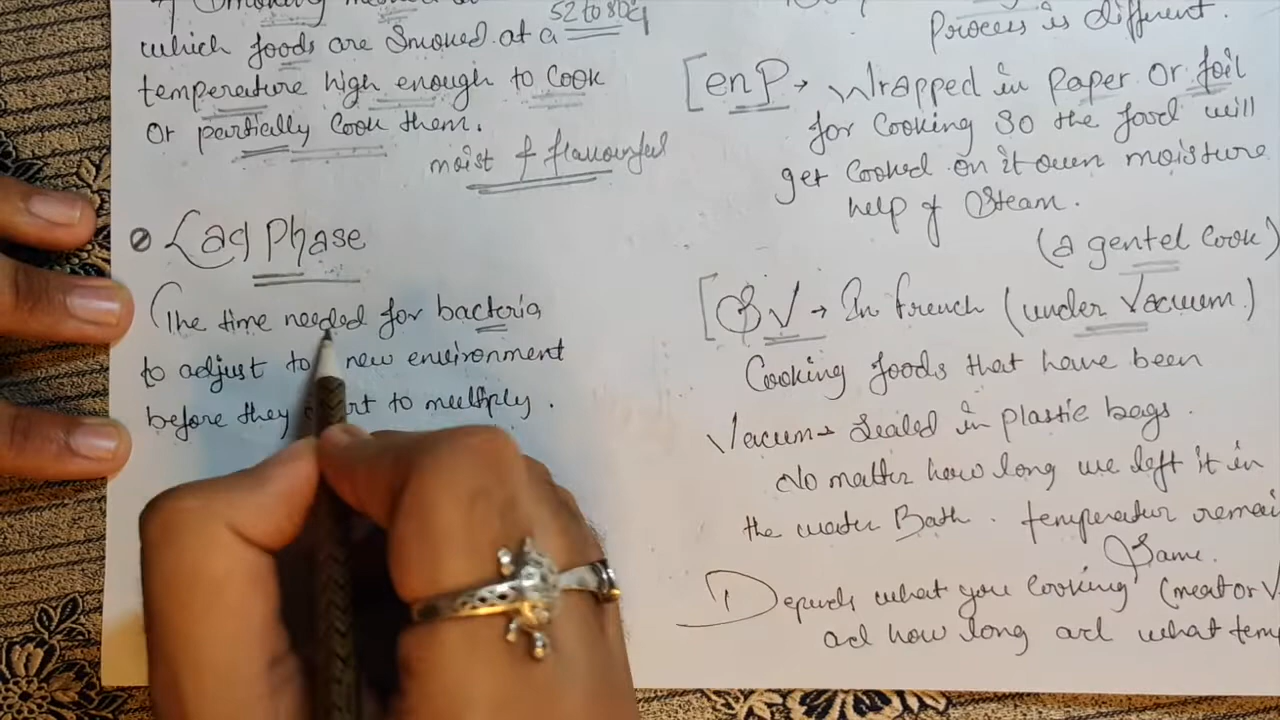 which foods are Smoked at a 52 to 80°c
temperature high enough to Cook
Or partially Cook them.
moist & flavourful
Lag Phase
The time needed for bacteria
to adjust to new environment
before they start to multiply.
Process is different.
[en P → Wrapped in Paper Or foil
for Cooking So the food will
get Cooked on it own moisture
help of Steam.
(a gentel Cook)
[S V → In french (under Vacuum)
Cooking foods that have been
Vacum → Sealed in plastic bags.
No matter how long we left it in
the water Bath. temperatur remai
Same.
Depends what you Cooking (meat or V
ad how long ad what tem